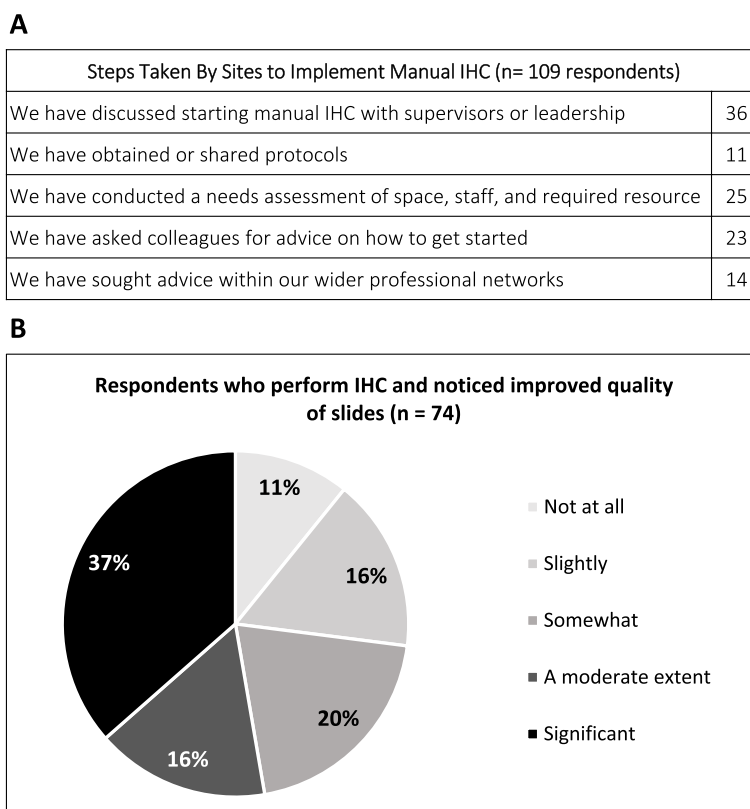 A
Steps Taken By Sites to Implement Manual IHC (n= 109 respondents)
We have discussed starting manual IHC with supervisors or leadership 36
We have obtained or shared protocols 11
We have conducted a needs assessment of space, staff, and required resource 25
We have asked colleagues for advice on how to get started 23
We have sought advice within our wider professional networks 14
B
Respondents who perform IHC and noticed improved quality
of slides (n = 74)
11%
16%
20%
16%
37%
Not at all
Slightly
Somewhat
A moderate extent
Significant